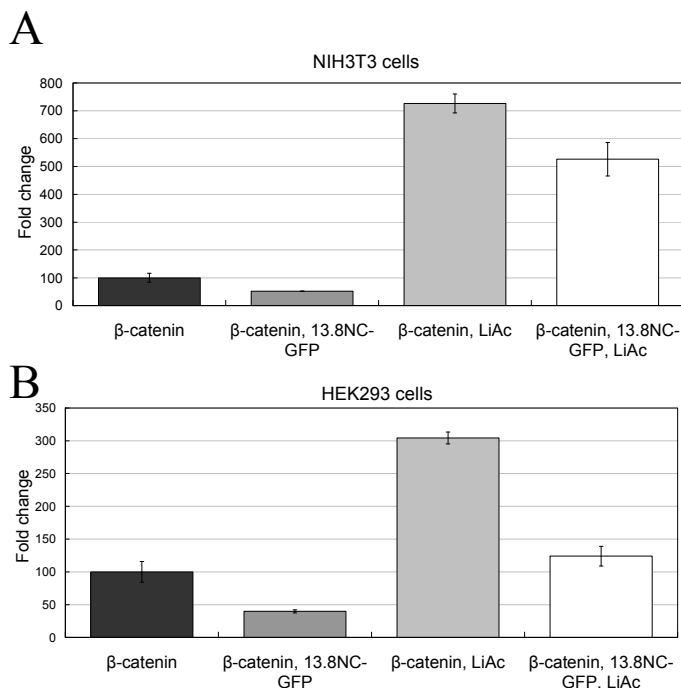 A
NIH3T3 cells
Fold change
800
700
600
500
400
300
200
100
0
β-catenin
β-catenin, 13.8NC-
GFP
β-catenin, LiAc
β-catenin, 13.8NC-
GFP, LiAc
B
HEK293 cells
Fold change
350
300
250
200
150
100
50
0
β-catenin
β-catenin, 13.8NC-
GFP
β-catenin, LiAc
β-catenin, 13.8NC-
GFP, LiAc